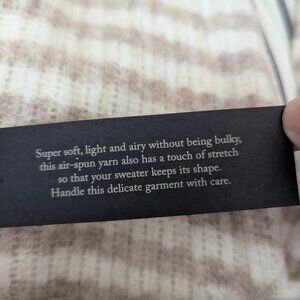 Super soft, light and airy without being bulky,
this air-spun yarn also has a touch of stretch
so that your sweater keeps its shape.
Handle this delicate garment with care.